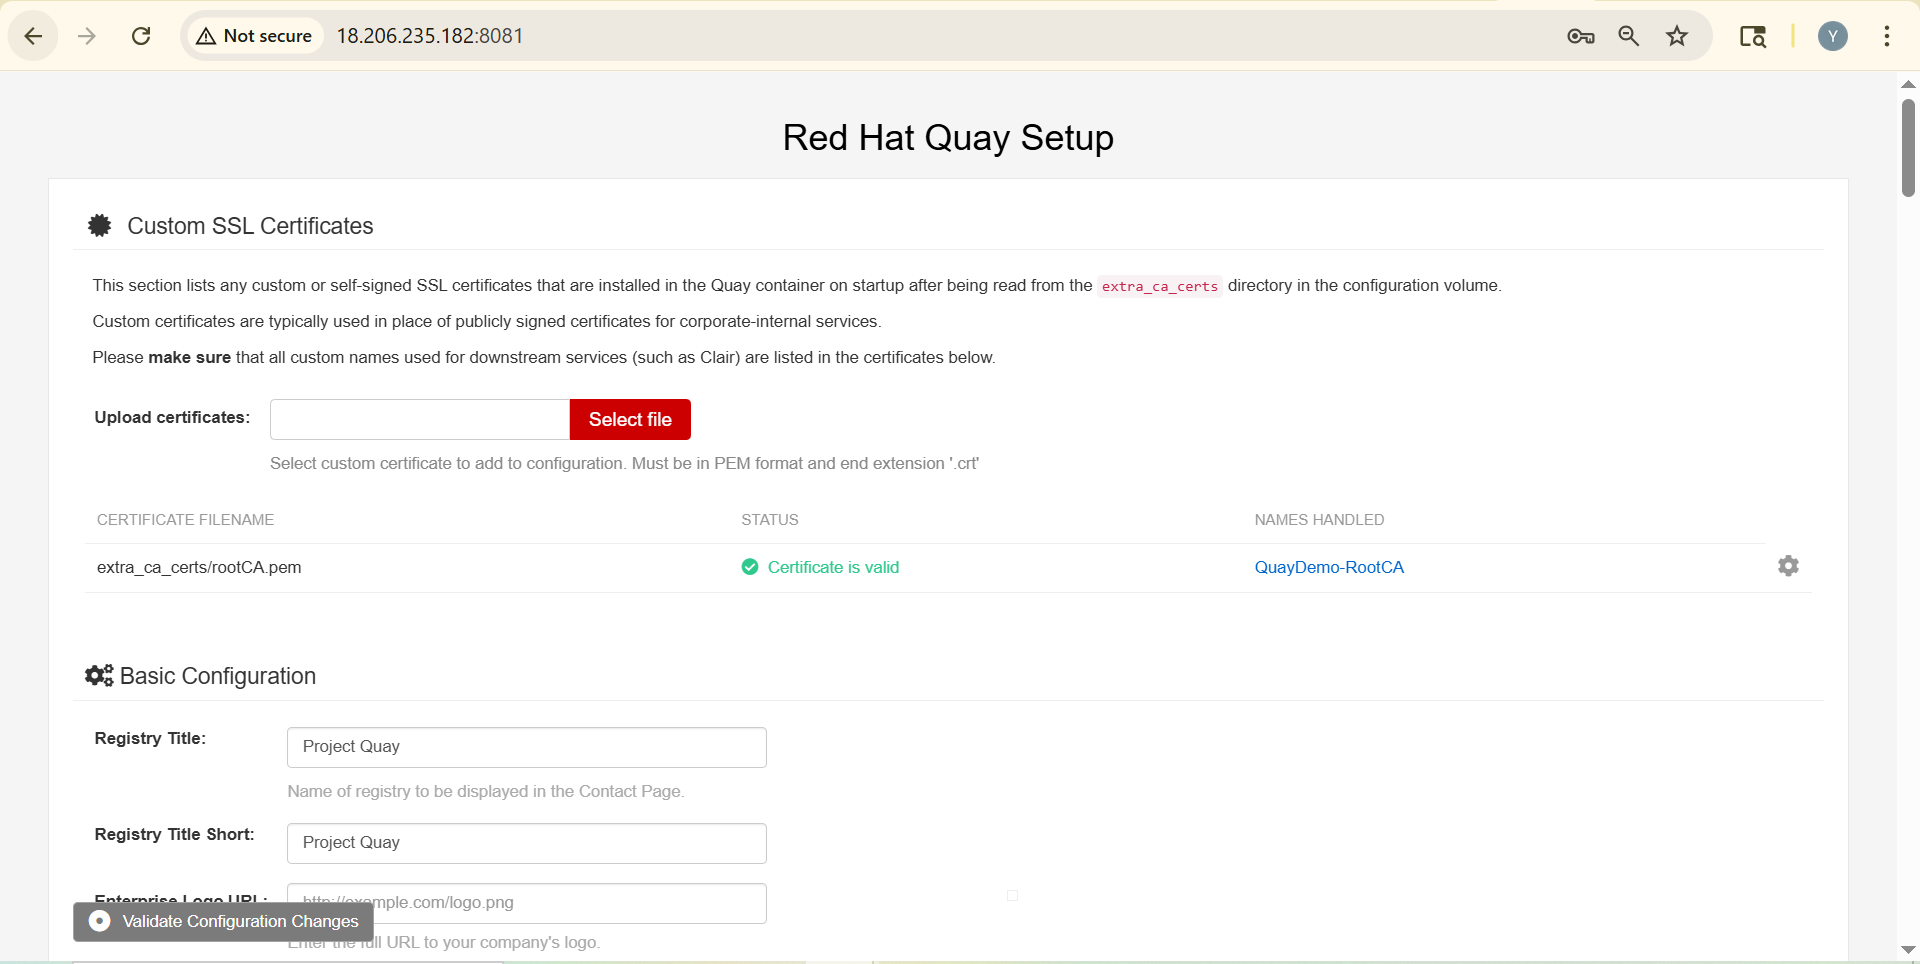 Not secure
18.206.235.182:8081
Y
Red Hat Quay Setup
Custom SSL Certificates
This section lists any custom or self-signed SSL certificates that are installed in the Quay container on startup after being read from the extra_ca_certs directory in the configuration volume.
Custom certificates are typically used in place of publicly signed certificates for corporate-internal services.
Please make sure that all custom names used for downstream services (such as Clair) are listed in the certificates below.
Upload certificates:
Select file
Select custom certificate to add to configuration. Must be in PEM format and end extension '.crt'
CERTIFICATE FILENAME STATUS NAMES HANDLED
extra_ca_certs/rootCA.pem Certificate is valid QuayDemo-RootCA
Basic Configuration
Registry Title: Project Quay
Name of registry to be displayed in the Contact Page.
Registry Title Short: Project Quay
Enterprise Logo URL: http://example.com/logo.png
Validate Configuration Changes
Enter the full URL to your company's logo.